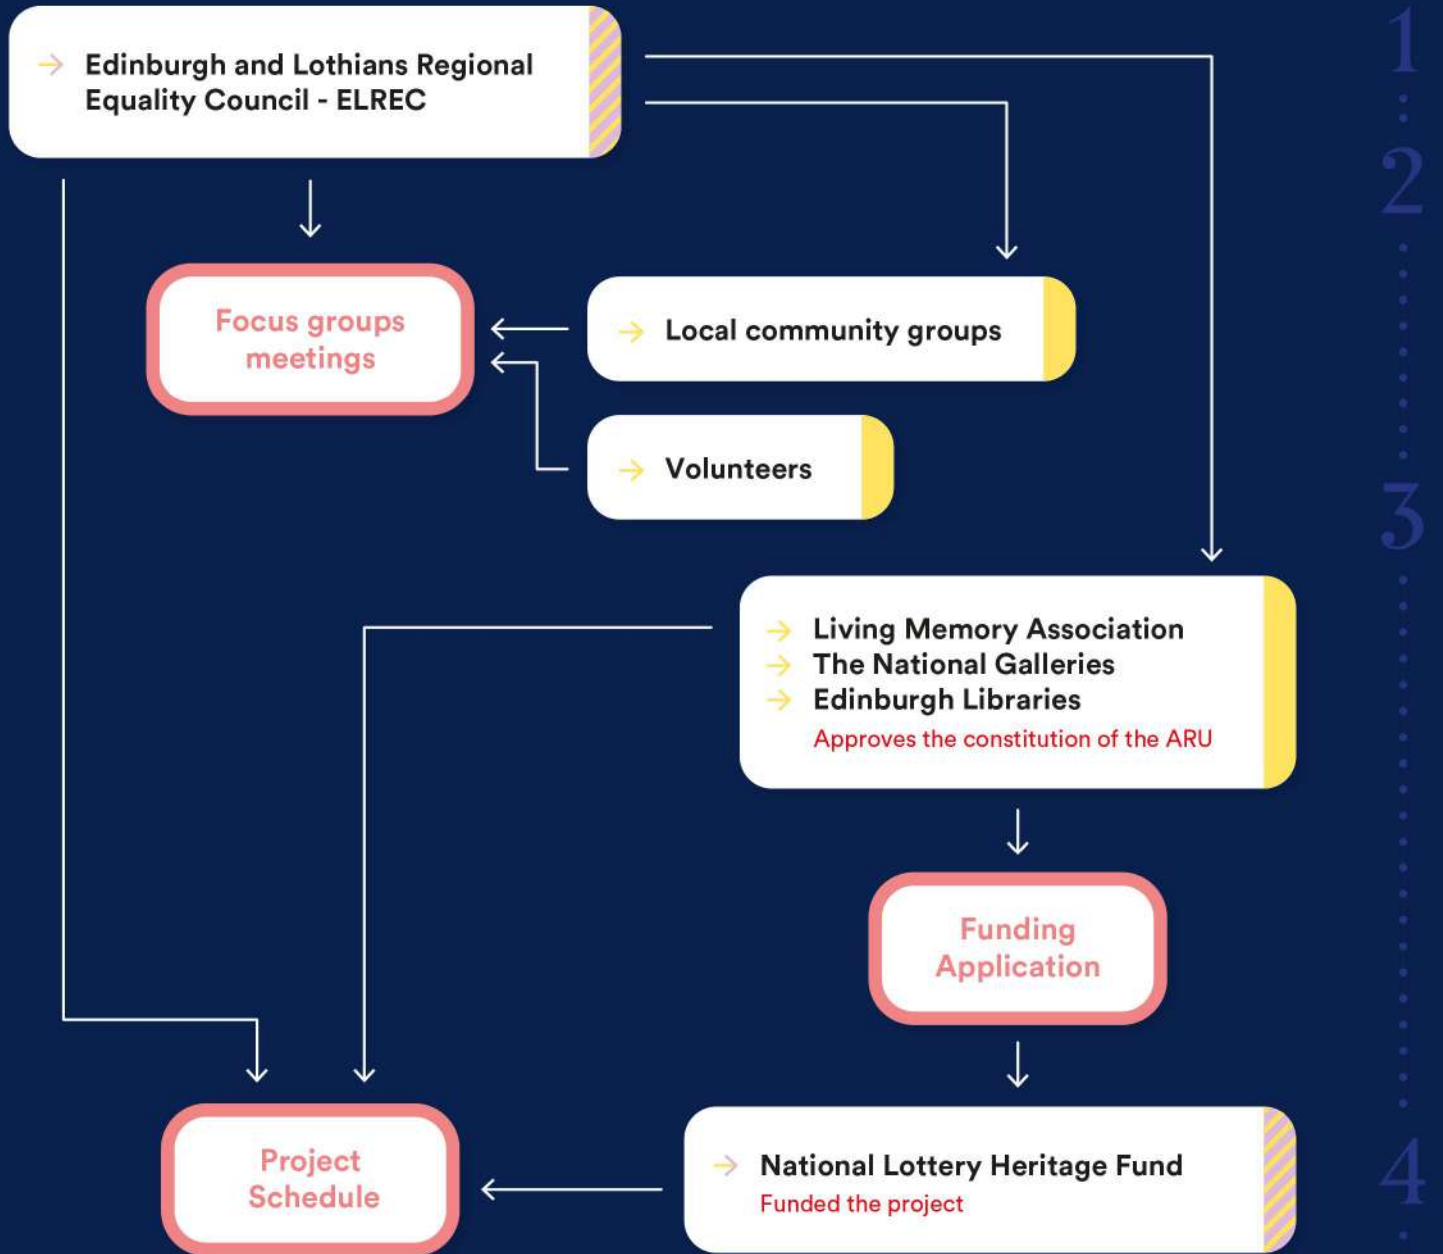 1
Edinburgh and Lothians Regional
Equality Council - ELREC
2
Focus groups
meetings
Local community groups
Volunteers
3
Living Memory Association
The National Galleries
Edinburgh Libraries
Approves the constitution of the ARU
Funding
Application
4
Project
Schedule
National Lottery Heritage Fund
Funded the project